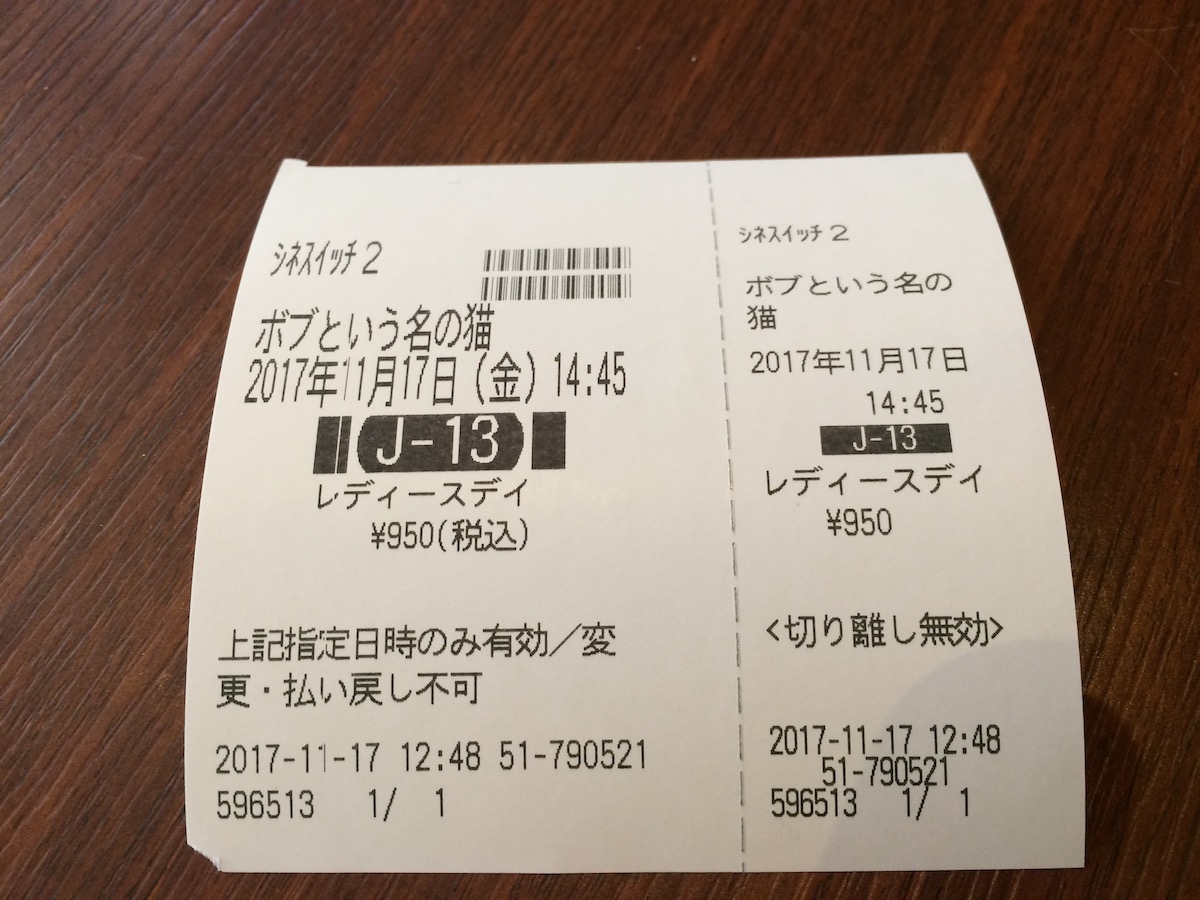 シネスイッチ2
ボブという名の猫
2017年11月17日(金)14:45
J-13
レディースデイ
¥950(税込)
上記指定日時のみ有効/変
更・払い戻し不可
2017-11-17 12:48 51-790521
596513 1/ 1
シネスイッチ2
ボブという名の
猫
2017年11月17日
14:45
J-13
レディースデイ
¥950
<切り離し無効>
2017-11-17 12:48
51-790521
596513 1/ 1